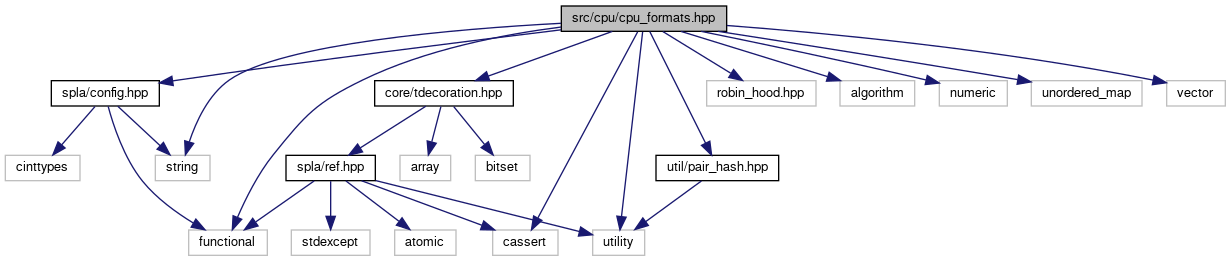 src/cpu/cpu_formats.hpp
spla/config.hpp
core/tdecoration.hpp
robin_hood.hpp
algorithm
numeric
unordered_map
vector
cinttypes
string
spla/ref.hpp
array
bitset
util/pair_hash.hpp
functional
stdexcept
atomic
cassert
utility